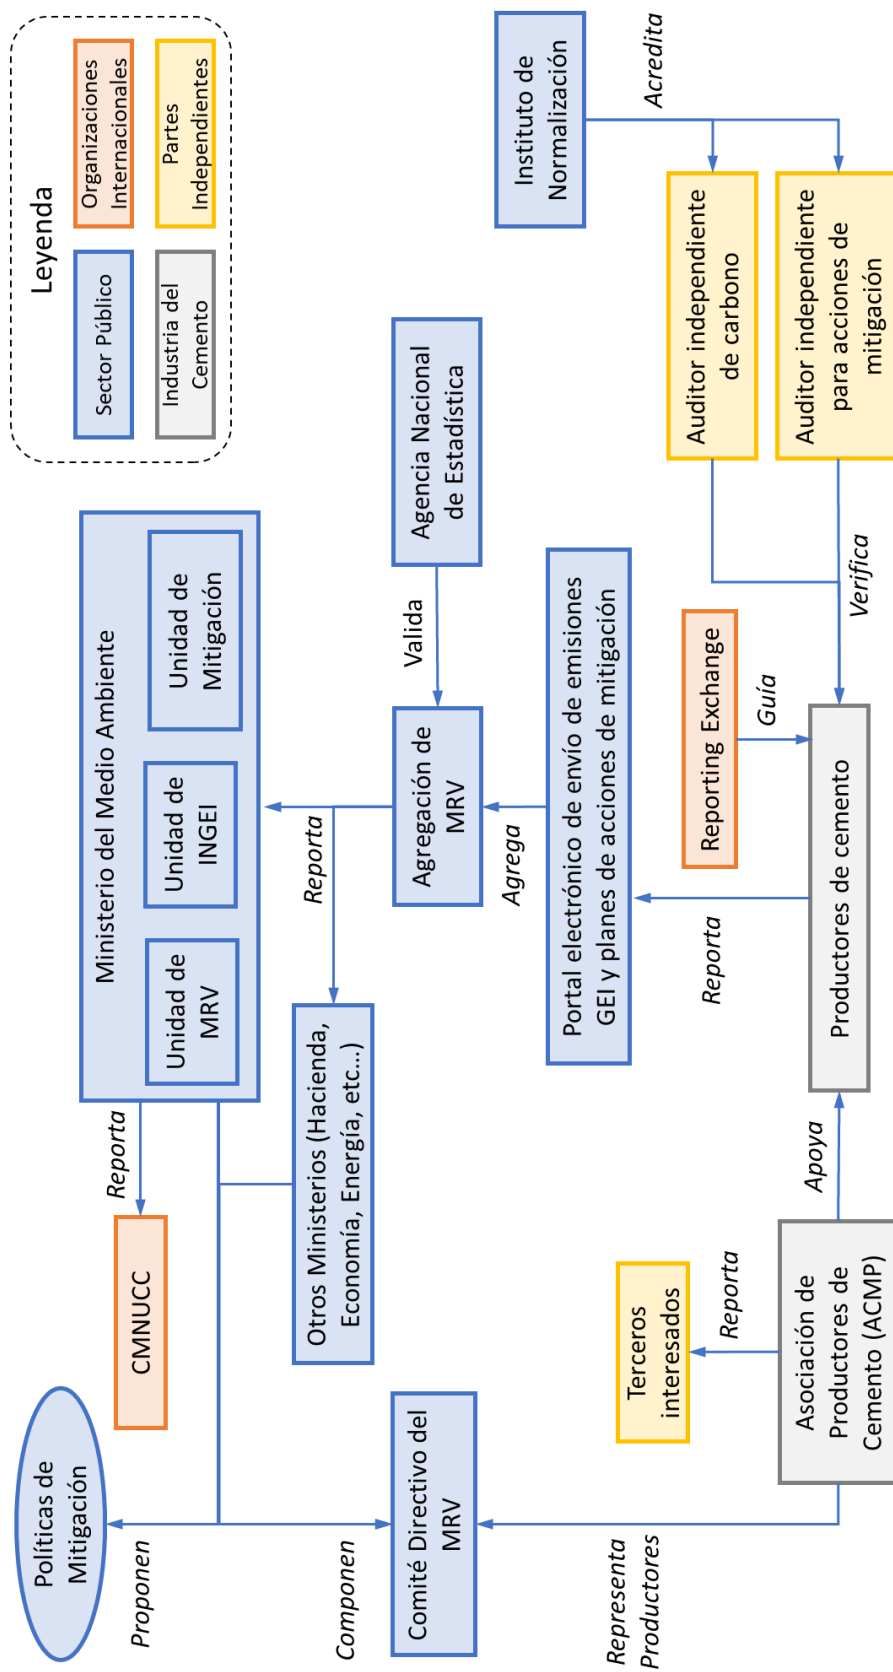 Leyenda
Sector Público
Organizaciones
Internacionales
Industria del
Cemento
Partes
Independientes
Políticas de
Mitigación
Proponen
CMNUCC
Reporta
Ministerio del Medio Ambiente
Unidad de
MRV
Unidad de
INGEI
Unidad de
Mitigación
Otros Ministerios (Hacienda,
Economía, Energía, etc...)
Reporta
Componen
Comité Directivo del
MRV
Agregación de
MRV
Valida
Agencia Nacional
de Estadística
Agrega
Instituto de
Normalización
Acredita
Portal electrónico de envío de emisiones
GEI y planes de acciones de mitigación
Representa
Productores
Terceros
interesados
Reporta
Reporta
Reporting Exchange
Guía
Auditor independiente
de carbono
Auditor independiente
para acciones de
mitigación
Verifica
Asociación de
Productores de
Cemento (ACMP)
Apoya
Productores de cemento